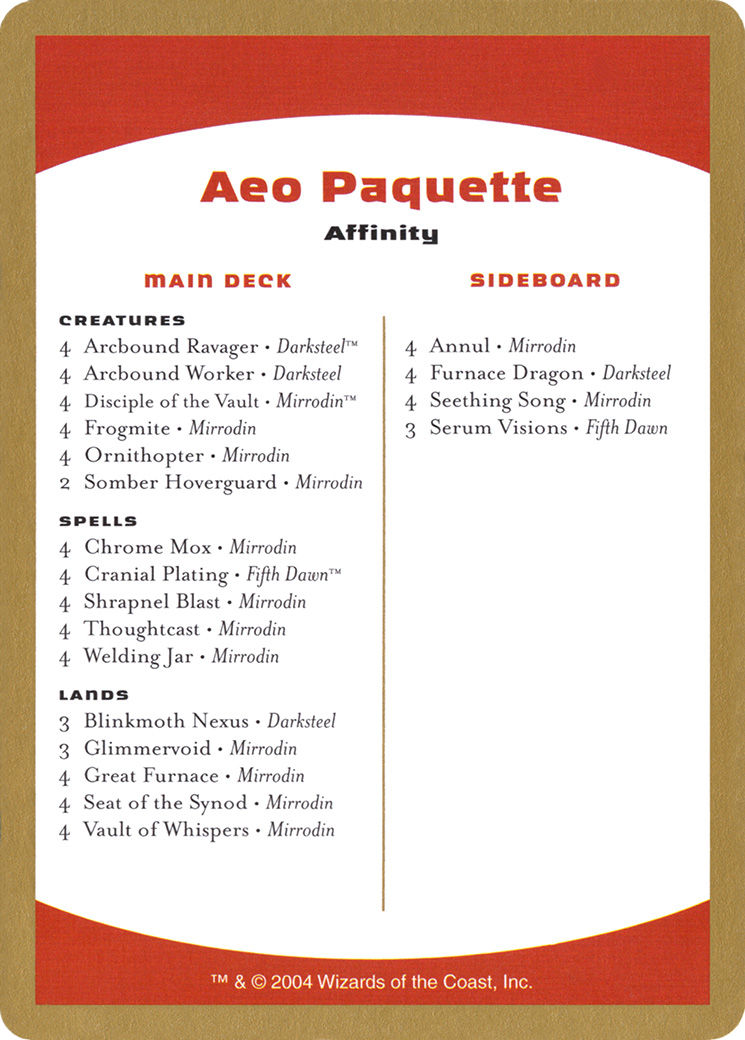 Aeo Paquette
Affinity
MAIN DECK
CREATURES
4 Arcbound Ravager • Darksteel™
4 Arcbound Worker • Darksteel
4 Disciple of the Vault • Mirrodin™
4 Frogmite • Mirrodin
4 Ornithopter • Mirrodin
2 Somber Hoverguard • Mirrodin
SPELLS
4 Chrome Mox • Mirrodin
4 Cranial Plating • Fifth Dawn™
4 Shrapnel Blast • Mirrodin
4 Thoughtcast • Mirrodin
4 Welding Jar • Mirrodin
LANDS
3 Blinkmoth Nexus • Darksteel
3 Glimmervoid • Mirrodin
4 Great Furnace • Mirrodin
4 Seat of the Synod • Mirrodin
4 Vault of Whispers • Mirrodin
SIDEBOARD
4 Annul • Mirrodin
4 Furnace Dragon • Darksteel
4 Seething Song • Mirrodin
3 Serum Visions • Fifth Dawn
™ & © 2004 Wizards of the Coast, Inc.